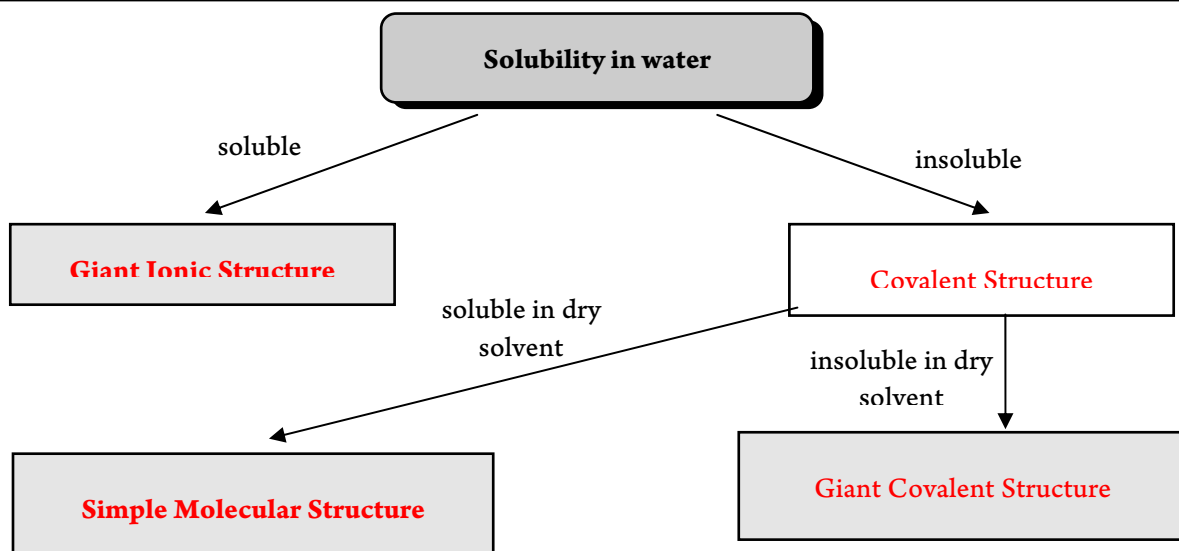 Solubility in water
soluble
insoluble
Giant Ionic Structure
Covalent Structure
soluble in dry
solvent
insoluble in dry
solvent
Simple Molecular Structure
Giant Covalent Structure